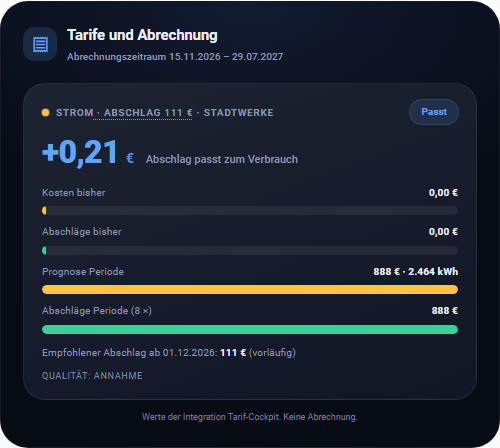 Tarife und Abrechnung
Abrechnungszeitraum 15.11.2026 – 29.07.2027
STROM · ABSCHLAG 111 € · STADTWERKE
Passt
+0,21 € Abschlag passt zum Verbrauch
Kosten bisher 0,00 €
Abschläge bisher 0,00 €
Prognose Periode 888 € · 2.464 kWh
Abschläge Periode (8 ×) 888 €
Empfohlener Abschlag ab 01.12.2026: 111 € (vorläufig)
QUALITÄT: ANNAHME
Werte der Integration Tarif-Cockpit. Keine Abrechnung.